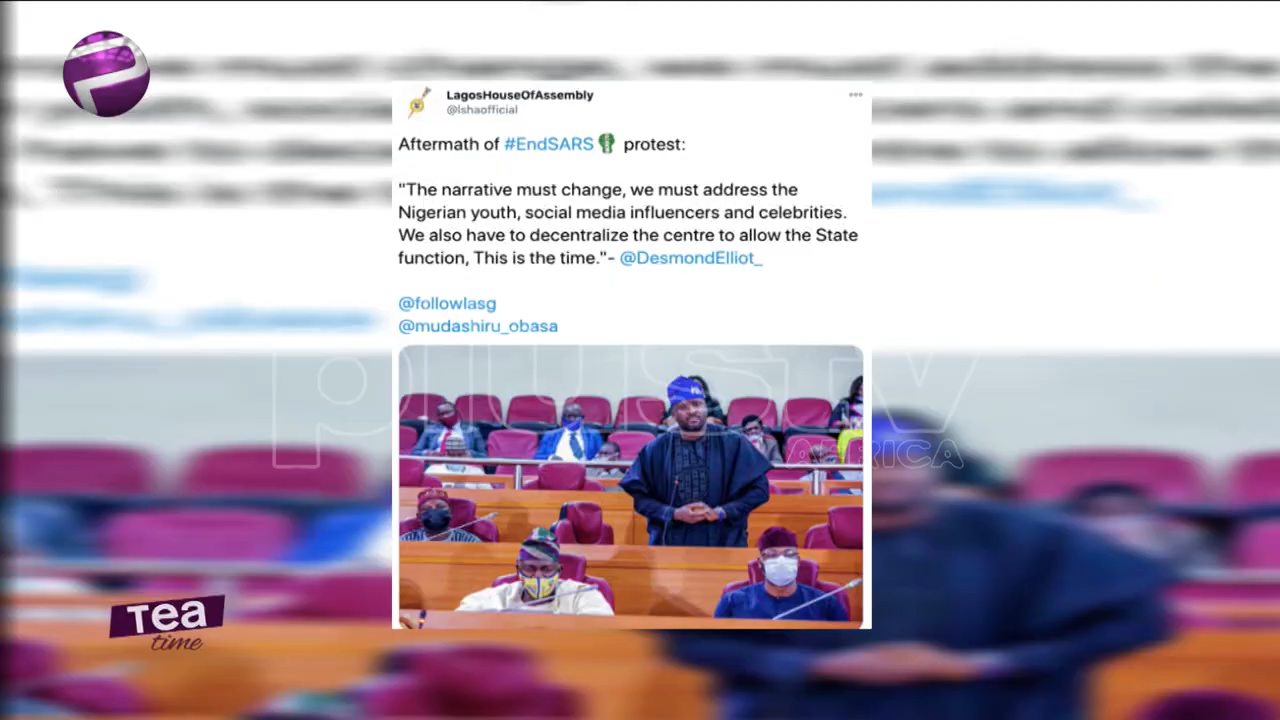 LagosHouseOfAssembly
@lshaofficial
Aftermath of #EndSARS protest:
"The narrative must change, we must address the
Nigerian youth, social media influencers and celebrities.
We also have to decentralize the centre to allow the State
function, This is the time."- @DesmondElliot_
@followlasg
@mudashiru_obasa
plustv
AFRICA
Tea
time